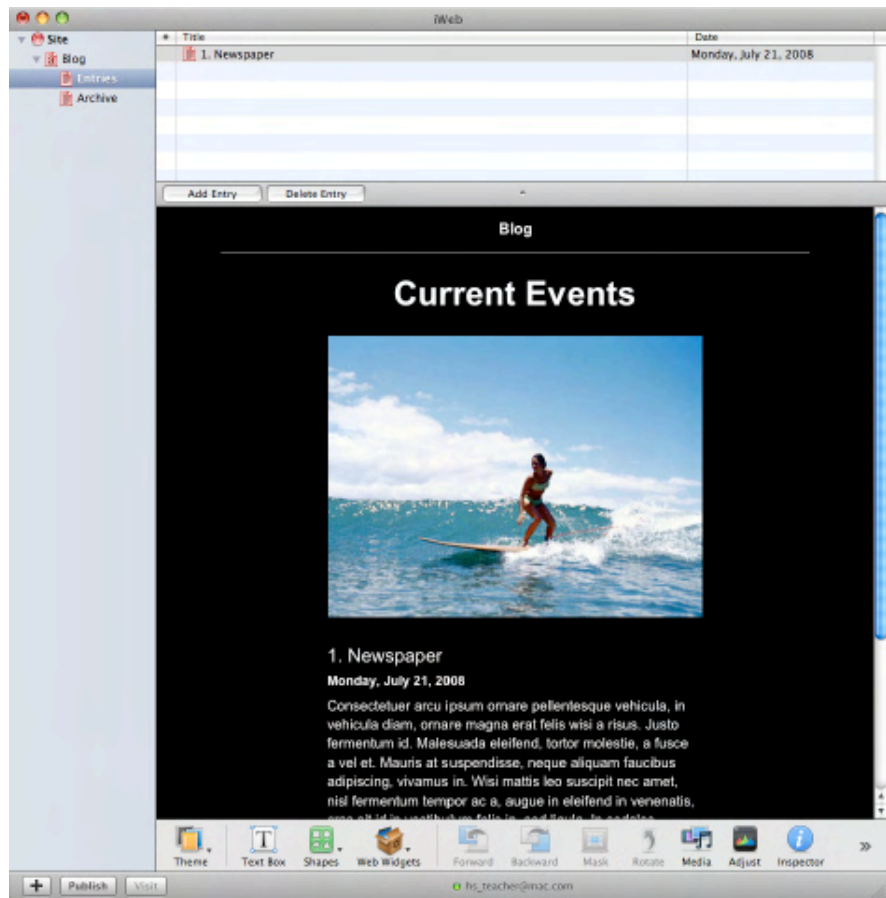 iWeb
Site
Blog
Entries
Archive
Title Date
1. Newspaper Monday, July 21, 2008
Add Entry Delete Entry
Blog
Current Events
1. Newspaper
Monday, July 21, 2008
Consectetuer arcu ipsum ornare pellentesque vehicula, in
vehicula diam, ornare magna erat felis wisi a risus. Justo
fermentum id. Malesuada eleifend, tortor molestie, a fusce
a vel et. Mauris at suspendisse, neque aliquam faucibus
adipiscing, vivamus in. Wisi mattis leo suscipit nec amet,
nisl fermentum tempor ac a, augue in eleifend in venenatis,
Theme Text Box Shapes Web Widgets Forward Backward Mask Rotate Media Adjust Inspector
Publish Visit hs_teacher@mac.com